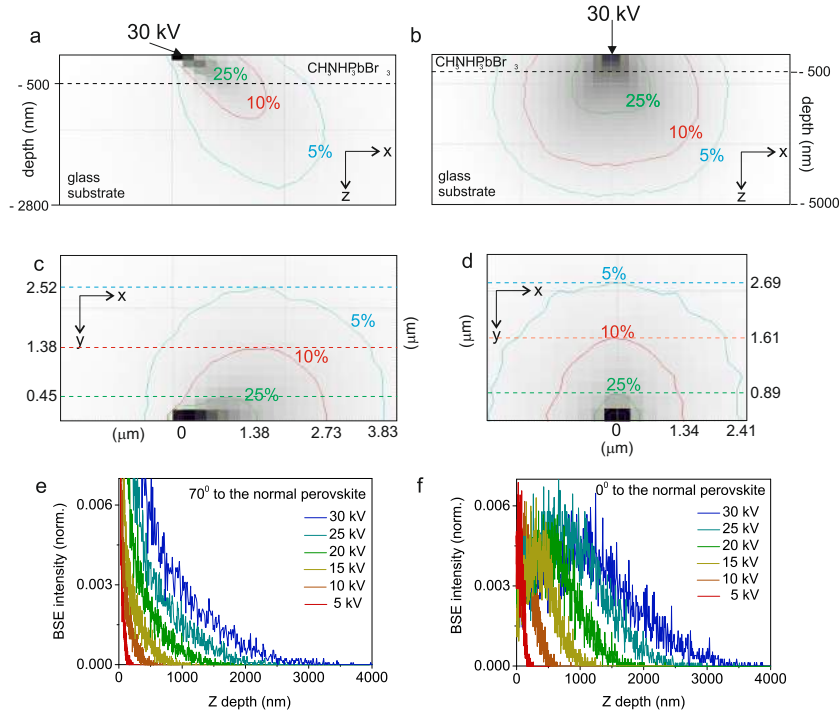 a
30 kV
CH3NH3PbBr3
25%
- 500
10%
5%
x
z
depth (nm)
glass
substrate
- 2800
b
30 kV
CH3NH3PbBr3
- 500
25%
10%
5%
x
z
depth (nm)
glass
substrate
- 5000
c
2.52
x
y
5%
1.38
10%
0.45
25%
(μm)
(μm)
0
1.38
2.73
3.83
d
5%
2.69
x
y
(μm)
10%
1.61
25%
0.89
0
1.34
2.41
(μm)
e
70⁰ to the normal perovskite
0.006
30 kV
25 kV
20 kV
15 kV
10 kV
5 kV
0.003
0.000
BSE intensity (norm.)
0
1000
2000
3000
4000
Z depth (nm)
f
0⁰ to the normal perovskite
0.006
30 kV
25 kV
20 kV
15 kV
10 kV
5 kV
0.003
0.000
BSE intensity (norm.)
0
1000
2000
3000
4000
Z depth (nm)